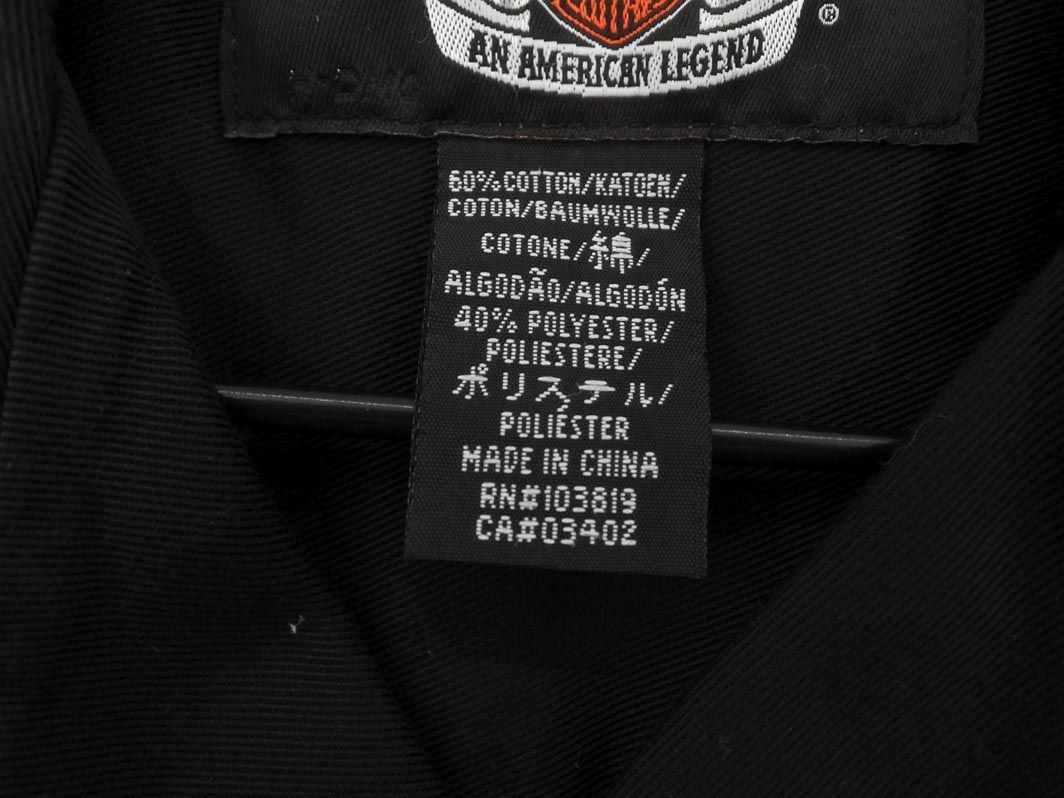 AN AMERICAN LEGEND
®
60% COTTON/KATOEN/
COTON/BAUMWOLLE/
COTONE/綿/
ALGODÃO/ALGODÓN
40% POLYESTER/
POLIESTERE/
ポリステル/
POLIÉSTER
MADE IN CHINA
RN#103819
CA#03402